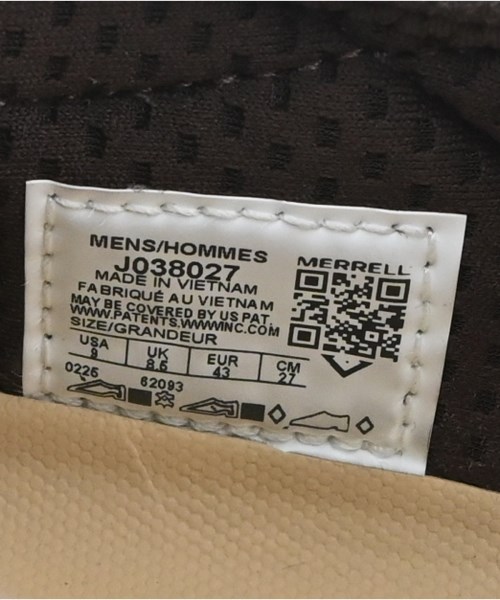 MENS/HOMMES
J038027
MADE IN VIETNAM
FABRIQUÉ AU VIETNAM
MAY BE COVERED BY US PAT.
WWW.PATENTS.WWWINC.COM
SIZE/GRANDEUR
USA UK EUR CM
9 8.5 43 27
0225 62093
MERRELL